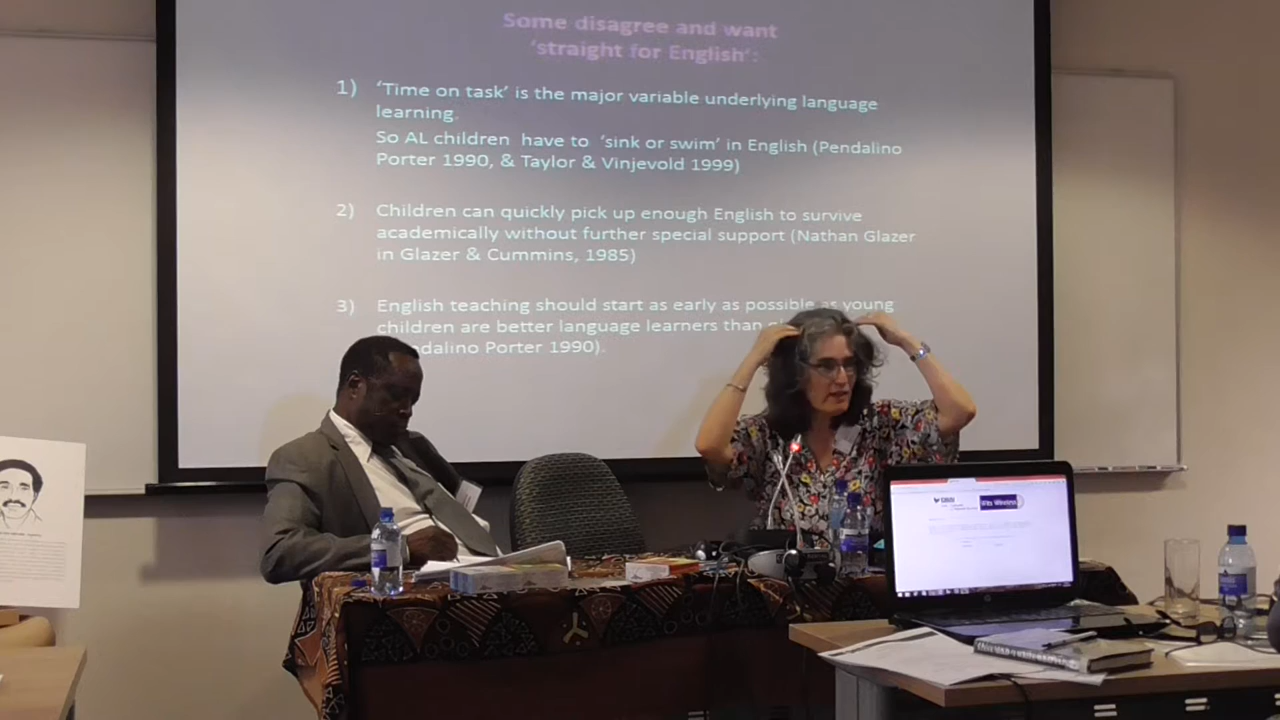 Some disagree and want
‘straight for English‘:
1) ‘Time on task’ is the major variable underlying language
learning.
So AL children have to ‘sink or swim’ in English (Pendalino
Porter 1990, & Taylor & Vinjevold 1999)
2) Children can quickly pick up enough English to survive
academically without further special support (Nathan Glazer
in Glazer & Cummins, 1985)
3) English teaching should start as early as possible as young
children are better language learners than
dalino Porter 1990).
Wits Wireless